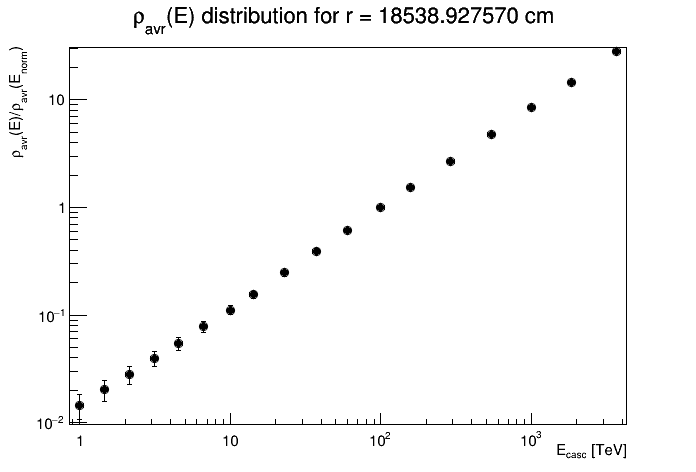 ρavr(E) distribution for r = 18538.927570 cm
ρavr(E)/ρavr(Enorm)
10
1
10⁻¹
10⁻²
1 10 10² 10³
Ecasc [TeV]